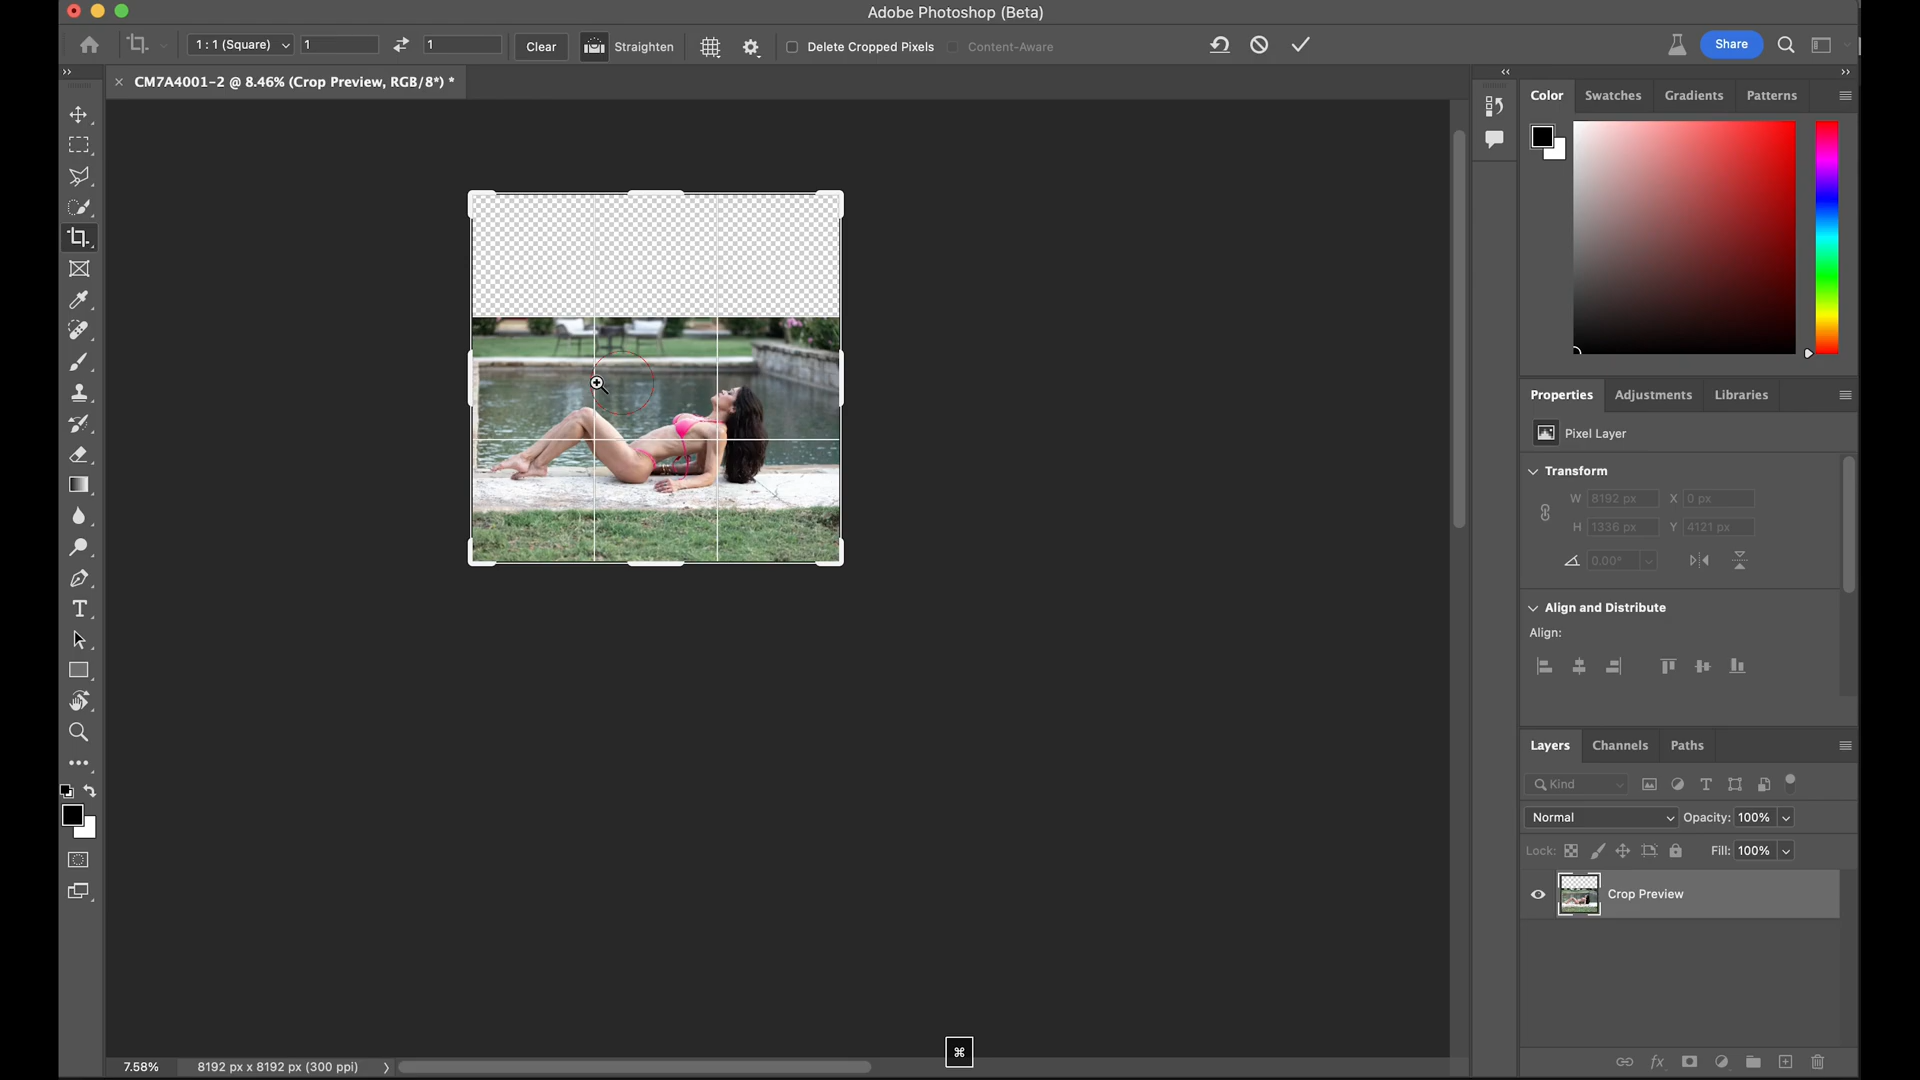 Adobe Photoshop (Beta)
1 : 1 (Square) 1 1 Clear Straighten Delete Cropped Pixels Content-Aware Share
CM7A4001-2 @ 8.46% (Crop Preview, RGB/8*) *
Color Swatches Gradients Patterns
Properties Adjustments Libraries
Pixel Layer
Transform
W 8192 px X 0 px
H 1336 px Y 4121 px
0.00°
Align and Distribute
Align:
Layers Channels Paths
Kind
Normal Opacity: 100%
Lock: Fill: 100%
Crop Preview
7.58% 8192 px x 8192 px (300 ppi)
⌘